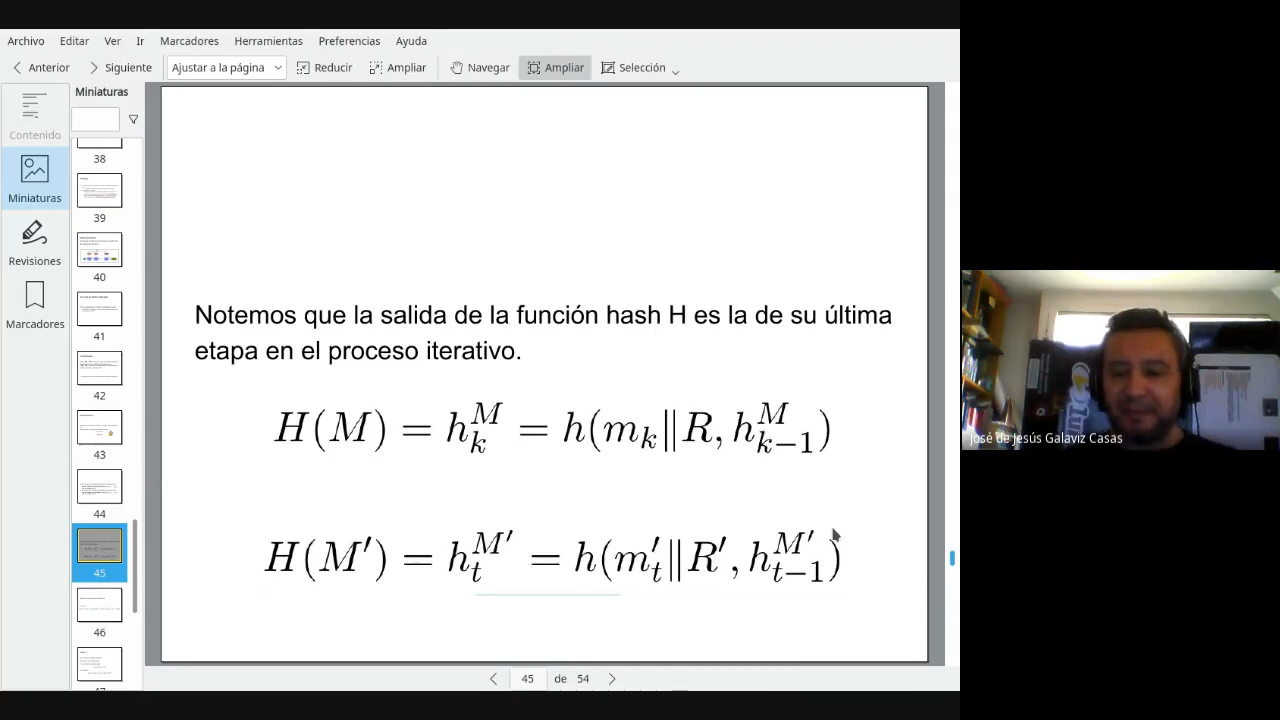 Archivo Editar Ver Ir Marcadores Herramientas Preferencias Ayuda
Anterior Siguiente Ajustar a la página Reducir Ampliar Navegar Ampliar Selección
Contenido
Miniaturas
Revisiones
Marcadores
Miniaturas
38
39
40
41
42
43
44
45
46
Notemos que la salida de la función hash H es la de su última
etapa en el proceso iterativo.
H(M) = h_k^M = h(m_k‖R, h_{k−1}^M)
H(M′) = h_t^{M′} = h(m′_t‖R′, h_{t−1}^{M′})
45 de 54
José de Jesús Galaviz Casas